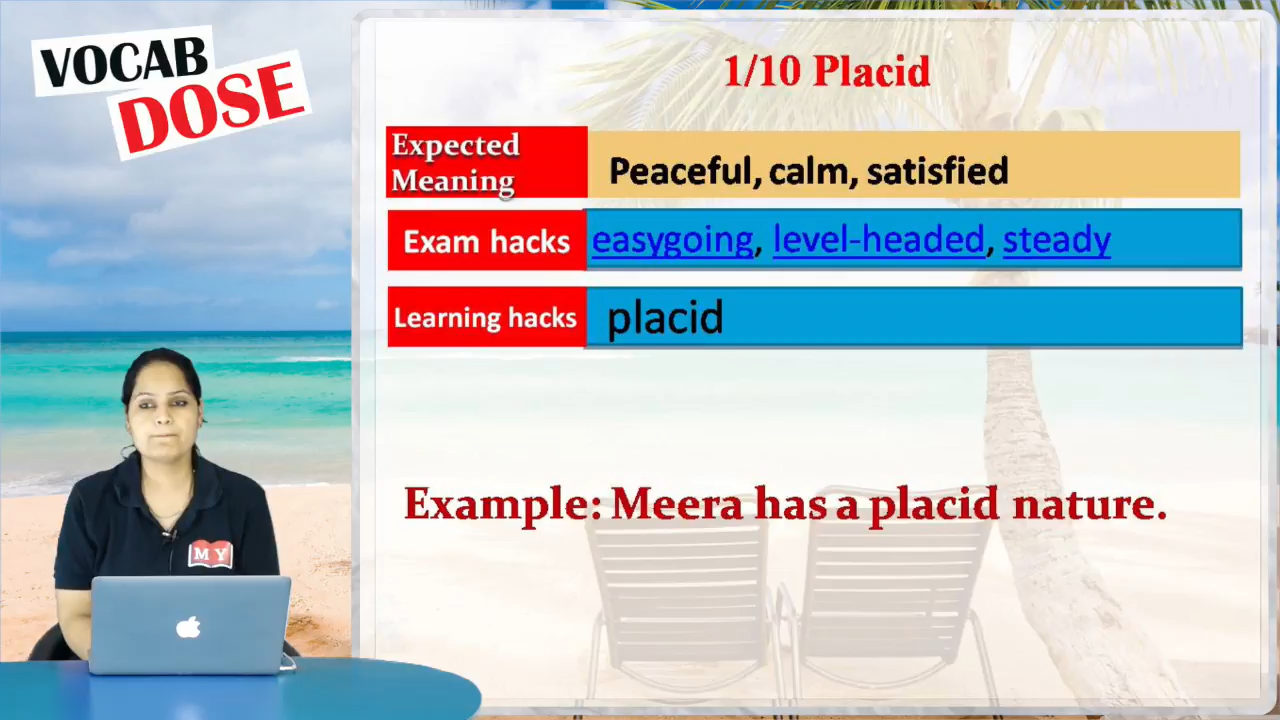 VOCAB
DOSE
1/10 Placid
Expected
Meaning
Peaceful, calm, satisfied
Exam hacks
easygoing, level-headed, steady
Learning hacks
placid
Example: Meera has a placid nature.
M Y